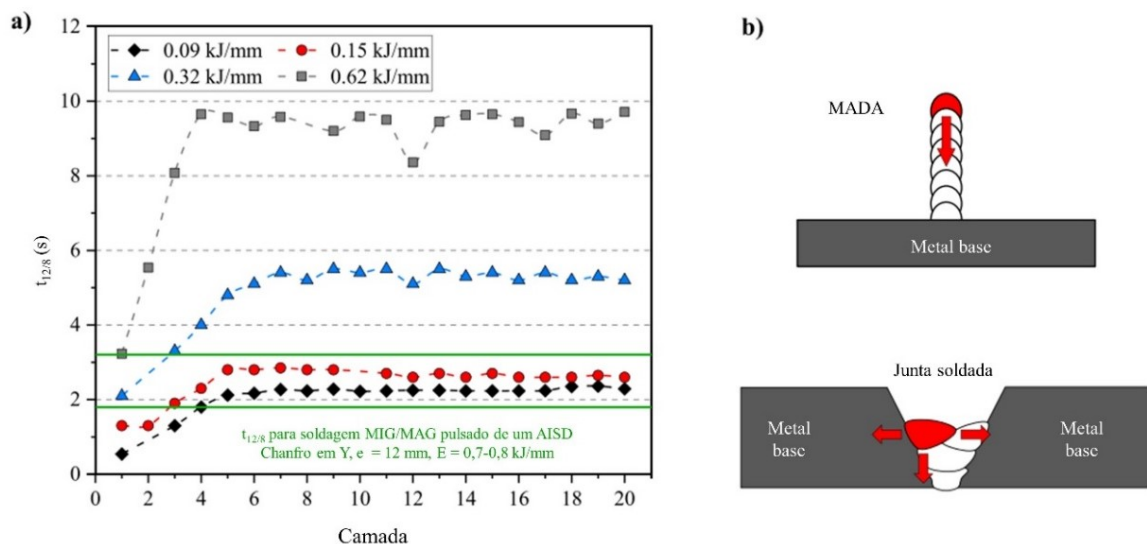 a)
12
10
8
6
4
2
0
t12/8 (s)
0.09 kJ/mm
0.15 kJ/mm
0.32 kJ/mm
0.62 kJ/mm
t12/8 para soldagem MIG/MAG pulsado de um AISD
Chanfro em Y, e = 12 mm, E = 0,7-0,8 kJ/mm
0 2 4 6 8 10 12 14 16 18 20
Camada
b)
MADA
Metal base
Junta soldada
Metal
base
Metal
base